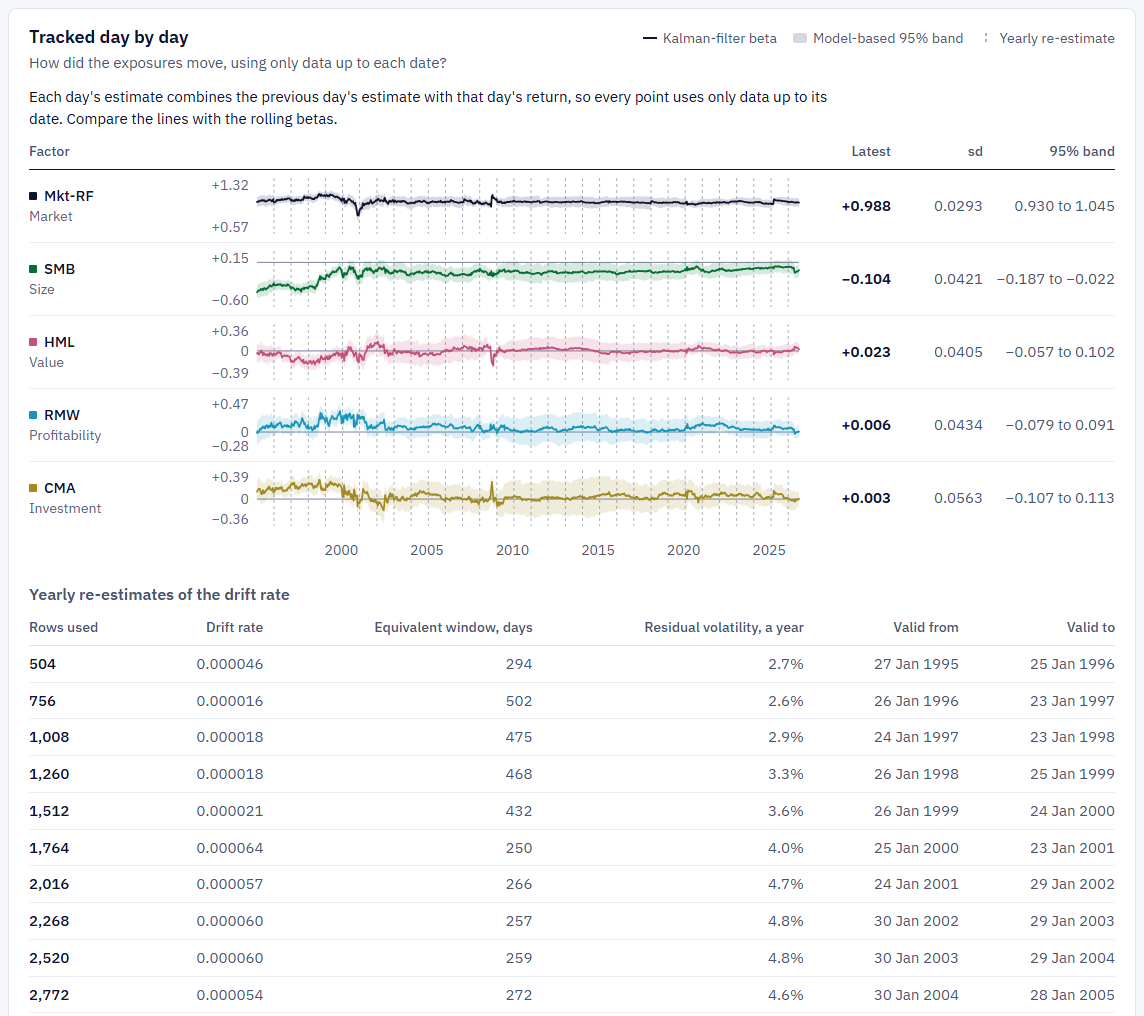 Tracked day by day
Kalman-filter beta Model-based 95% band Yearly re-estimate
How did the exposures move, using only data up to each date?
Each day's estimate combines the previous day's estimate with that day's return, so every point uses only data up to its
date. Compare the lines with the rolling betas.
Factor Latest sd 95% band
+1.32
Mkt-RF
Market
+0.988 0.0293 0.930 to 1.045
+0.57
+0.15
SMB
Size
−0.104 0.0421 −0.187 to −0.022
−0.60
+0.36
HML
0
Value
+0.023 0.0405 −0.057 to 0.102
−0.39
+0.47
RMW
0
Profitability
+0.006 0.0434 −0.079 to 0.091
−0.28
+0.39
CMA
0
Investment
+0.003 0.0563 −0.107 to 0.113
−0.36
2000 2005 2010 2015 2020 2025
Yearly re-estimates of the drift rate
Rows used Drift rate Equivalent window, days Residual volatility, a year Valid from Valid to
504 0.000046 294 2.7% 27 Jan 1995 25 Jan 1996
756 0.000016 502 2.6% 26 Jan 1996 23 Jan 1997
1,008 0.000018 475 2.9% 24 Jan 1997 23 Jan 1998
1,260 0.000018 468 3.3% 26 Jan 1998 25 Jan 1999
1,512 0.000021 432 3.6% 26 Jan 1999 24 Jan 2000
1,764 0.000064 250 4.0% 25 Jan 2000 23 Jan 2001
2,016 0.000057 266 4.7% 24 Jan 2001 29 Jan 2002
2,268 0.000060 257 4.8% 30 Jan 2002 29 Jan 2003
2,520 0.000060 259 4.8% 30 Jan 2003 29 Jan 2004
2,772 0.000054 272 4.6% 30 Jan 2004 28 Jan 2005